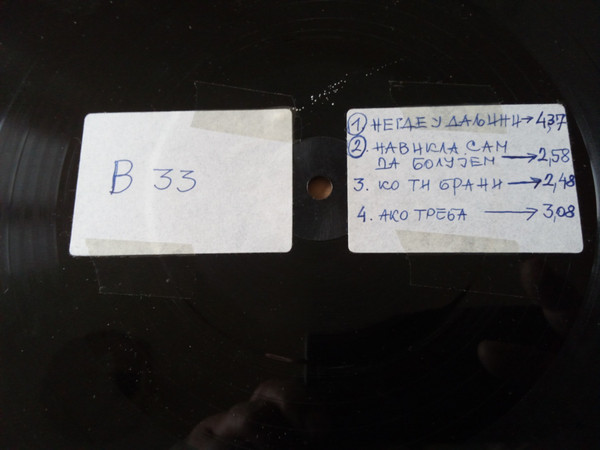 В 33
1 НЕГДЕ У ДАЉИНИ → 4,37
2. НАВИКЛА САМ
ДА БОЛУЈЕМ → 2,58
3. КО ТИ БРАНИ → 2,48
4. АКО ТРЕБА → 3,08